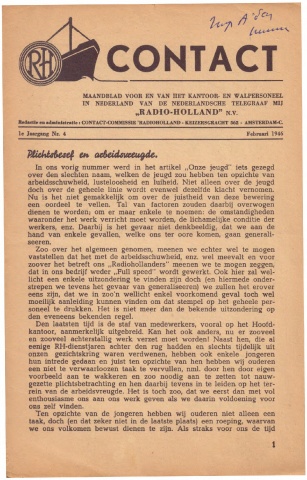 RH
CONTACT
MAANDBLAD VOOR EN VAN HET KANTOOR- EN WALPERSONEEL
IN NEDERLAND VAN DE NEDERLANDSCHE TELEGRAAF MIJ
„RADIO-HOLLAND” N.V.
Redactie en administratie: CONTACT-COMMISSIE RADIOHOLLAND - KEIZERSGRACHT 562 - AMSTERDAM-C.
1e Jaargang Nr. 4 Februari 1946
Plichtsbesef en arbeidsvreugde.
In ons vorig nummer werd in het artikel „Onze jeugd” iets gezegd
over den slechten naam, welken de jeugd zou hebben ten opzichte van
arbeidsschuwheid, lusteloosheid en luiheid. Niet alleen over de jeugd
doch over de geheele linie wordt evenveel dezelfde klacht vernomen.
Nu is het niet gemakkelijk om over de juistheid van deze bewering
een oordeel te vellen. Tal van factoren zouden daarbij overwogen
dienen te worden; om er maar enkele te noemen: de omstandigheden
waaronder het werk verricht moet worden, de lichamelijke conditie der
werkers, enz. Daarbij is het gevaar niet denkbeeldig, dat we aan de
hand van enkele gevallen, welke ons ter oore komen, gaan generali-
seeren.
Zoo over het algemeen genomen, meenen we echter wel te mogen
vaststellen dat het met de arbeidsschuwheid, enz. wel meevalt en voor
zoover het betreft ons „Radiohollanders” meenen we te mogen zeggen,
dat in ons bedrijf weder „Full speed” wordt gewerkt. Ook hier zal wel-
licht een enkele uitzondering te vinden zijn (en hiermede onder-
strepen we tevens het gevaar van generaliseeren) we zullen het erover
eens zijn, dat we in zoo'n wellicht enkel voorkomend geval toch wel
moeilijk aanleiding kunnen vinden om dat stempel op het geheele per-
soneel te drukken. Het is niet meer dan de bekende uitzondering op
den eveneens bekenden regel.
Den laatsten tijd is de staf van medewerkers, vooral op het Hoofd-
kantoor, aanmerkelijk uitgebreid. Kan het ook anders, nu er zooveel
en zooveel achterstallig werk verzet moet worden! Naast hen, die al
eenige RH-dienstjaren achter den rug hadden en slechts tijdelijk uit
onzen gezichtskring waren verdwenen, hebben ook enkele jongeren
hun intrede gedaan en juist ten opzichte van hen hebben wij ouderen
een niet te verwaarloozen taak te vervullen, nml. door hen door eigen
voorbeeld aan te wakkeren en zoo noodig aan te zetten tot nauw-
gezette plichtsbetrachting en hen daarbij tevens in te leiden op het ter-
rein van de arbeidsvreugde. Het is toch zoo, dat we eerst dan met vol
enthousiasme ons aan ons werk geven als we daarin voldoening voor
ons zelf vinden.
Ten opzichte van de jongeren hebben wij ouderen niet alleen een
taak, doch (en dat zeker niet in de laatste plaats) een roeping, waarvan
we ons volkomen bewust dienen te zijn. Als straks voor ons de tijd
1